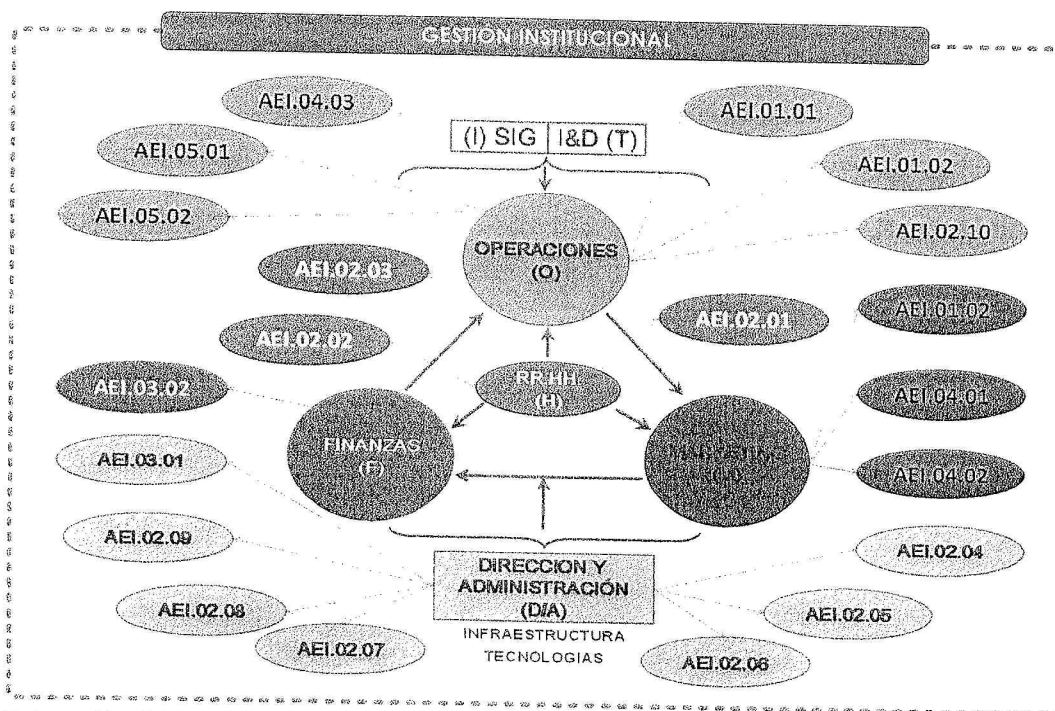 GESTIÓN INSTITUCIONAL
AEI.04.03
AEI.01.01
(I) SIG I&D (T)
AEI.05.01
AEI.01.02
AEI.05.02
AEI.02.10
OPERACIONES
(O)
AEI.02.03
AEI.01.02
AEI.02.01
AEI.02.02
RR.HH
(H)
AEI.03.02
AEI.04.01
FINANZAS
(F)
AEI.03.01
AEI.04.02
AEI.02.09
AEI.02.04
DIRECCION Y
ADMINISTRACIÓN
(D/A)
AEI.02.08
AEI.02.05
INFRAESTRUCTURA
TECNOLOGIAS
AEI.02.07
AEI.02.06